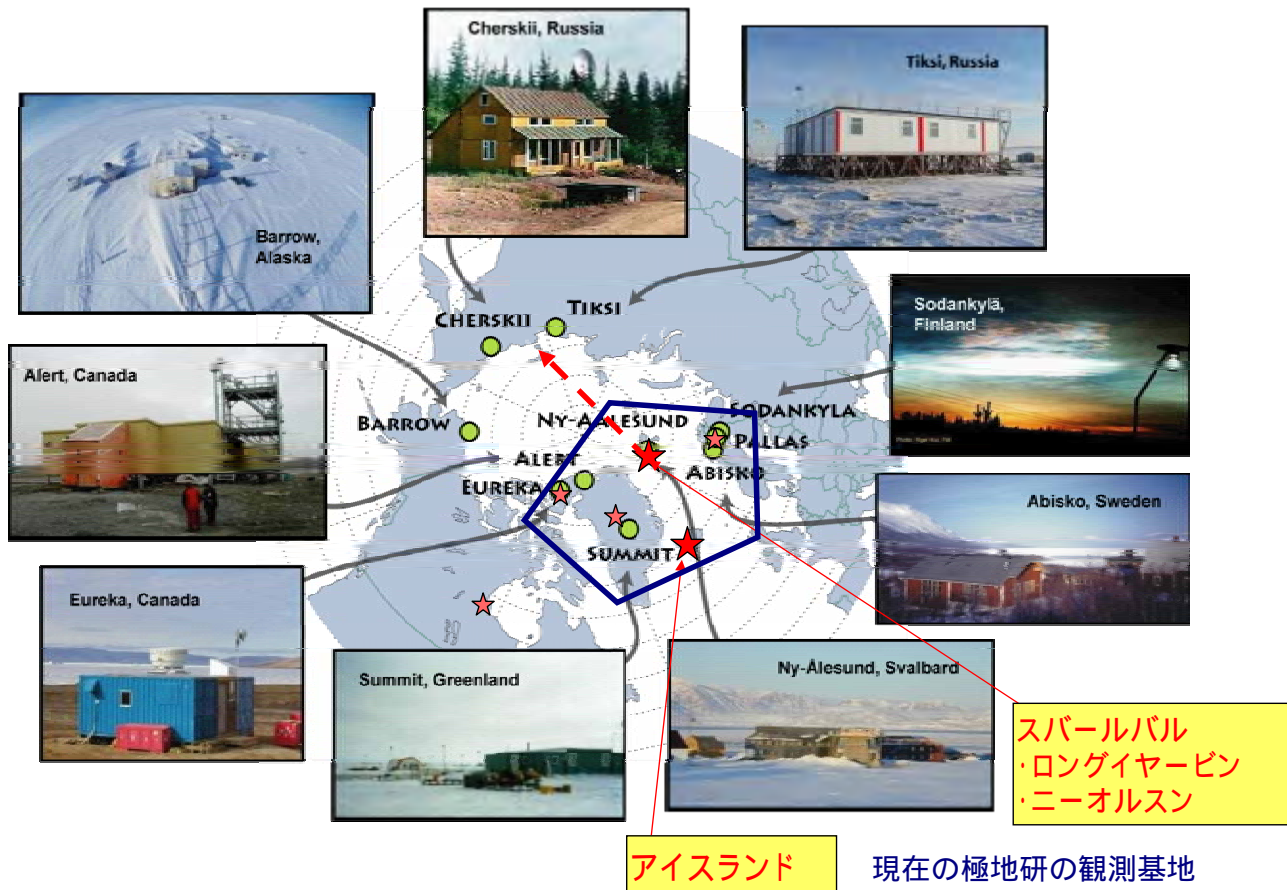 Cherskii, Russia
Tiksi, Russia
Barrow,
Alaska
Sodankylä,
Finland
TIKSI
CHERSKII
Alert, Canada
BARROW
NY-AALESUND
SODANKYLA
PALLAS
ALERT
ABISKO
EUREKA
Abisko, Sweden
SUMMIT
Eureka, Canada
Summit, Greenland
Ny-Ålesund, Svalbard
スバールバル
・ロングイヤービン
・ニーオルスン
アイスランド
現在の極地研の観測基地